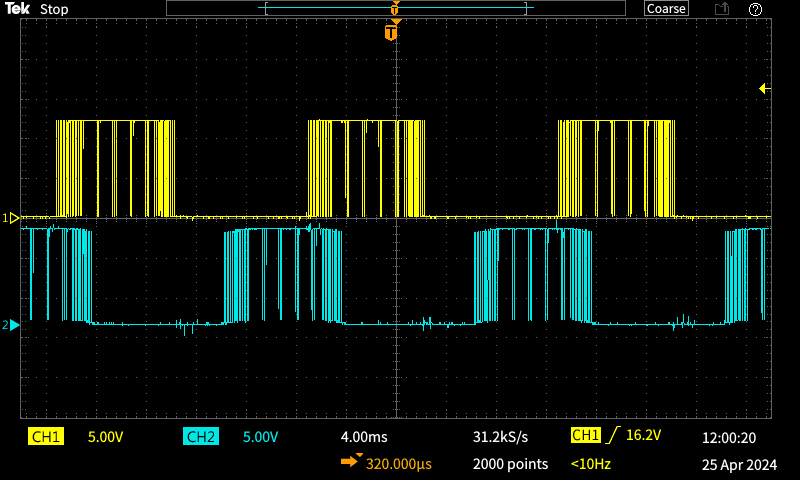 Tek Stop
T
Coarse
T
1
2
CH1 5.00V CH2 5.00V 4.00ms 31.2kS/s CH1 16.2V 12:00:20
320.000µs 2000 points <10Hz 25 Apr 2024